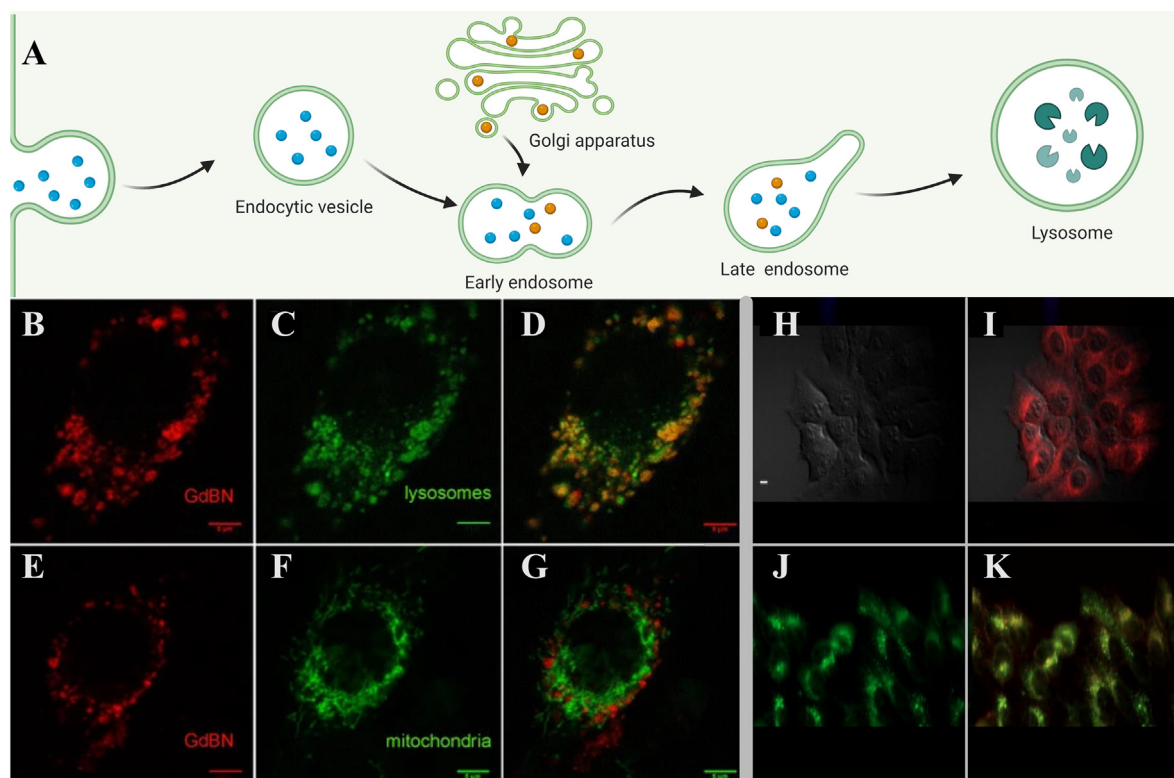 A
Golgi apparatus
Endocytic vesicle
Early endosome
Late endosome
Lysosome
B
C
D
H
I
GdBN
lysosomes
E
F
G
J
K
GdBN
mitochondria